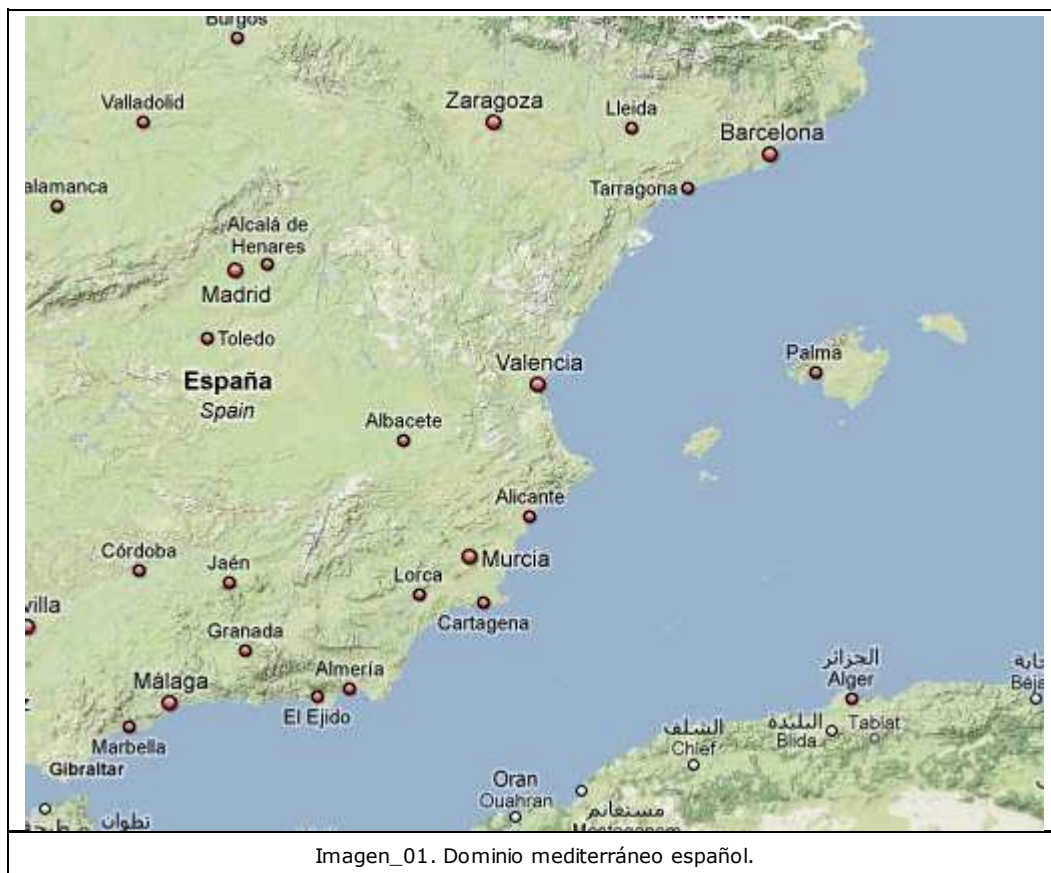 Burgos
Valladolid
Zaragoza
Lleida
Barcelona
alamanca
Tarragona
Alcalá de
Henares
Madrid
Toledo
Palma
Valencia
España
Spain
Albacete
Alicante
Córdoba
Jaén
Murcia
Lorca
villa
Cartagena
Granada
Almería
Málaga
El Ejido
Marbella
Gibraltar
الجزائر
Alger
البليدة
Blida
Tablat
الشلف
Chlef
Oran
Ouahran
مستغانم
Mostaganem
تطوان
Imagen_01. Dominio mediterráneo español.